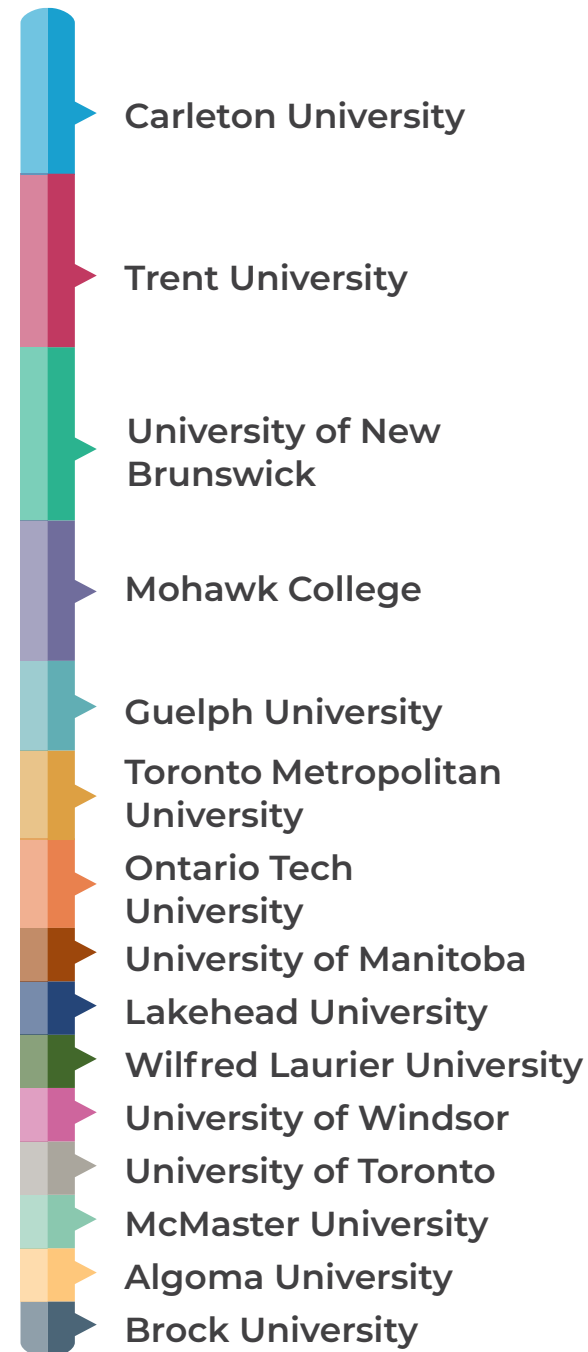 Carleton University
Trent University
University of New
Brunswick
Mohawk College
Guelph University
Toronto Metropolitan
University
Ontario Tech
University
University of Manitoba
Lakehead University
Wilfred Laurier University
University of Windsor
University of Toronto
McMaster University
Algoma University
Brock University